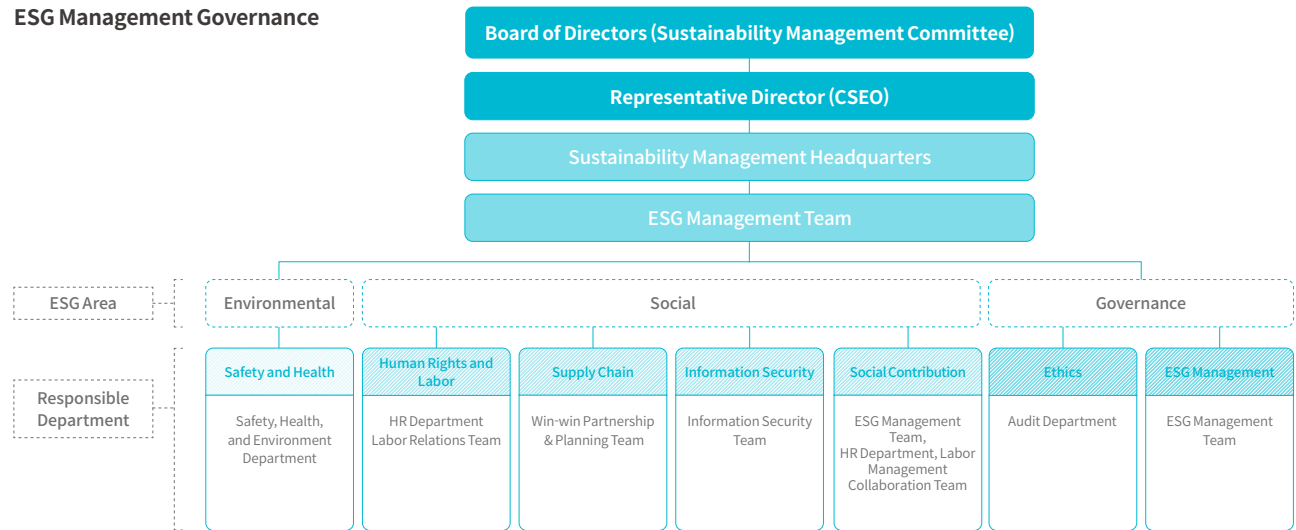 ESG Management Governance
Board of Directors (Sustainability Management Committee)
Representative Director (CSEO)
Sustainability Management Headquarters
ESG Management Team
ESG Area
Environmental
Social
Governance
Responsible
Department
Safety and Health
Safety, Health,
and Environment
Department
Human Rights and
Labor
HR Department
Labor Relations Team
Supply Chain
Win-win Partnership
& Planning Team
Information Security
Information Security
Team
Social Contribution
ESG Management
Team,
HR Department, Labor
Management
Collaboration Team
Ethics
Audit Department
ESG Management
ESG Management
Team